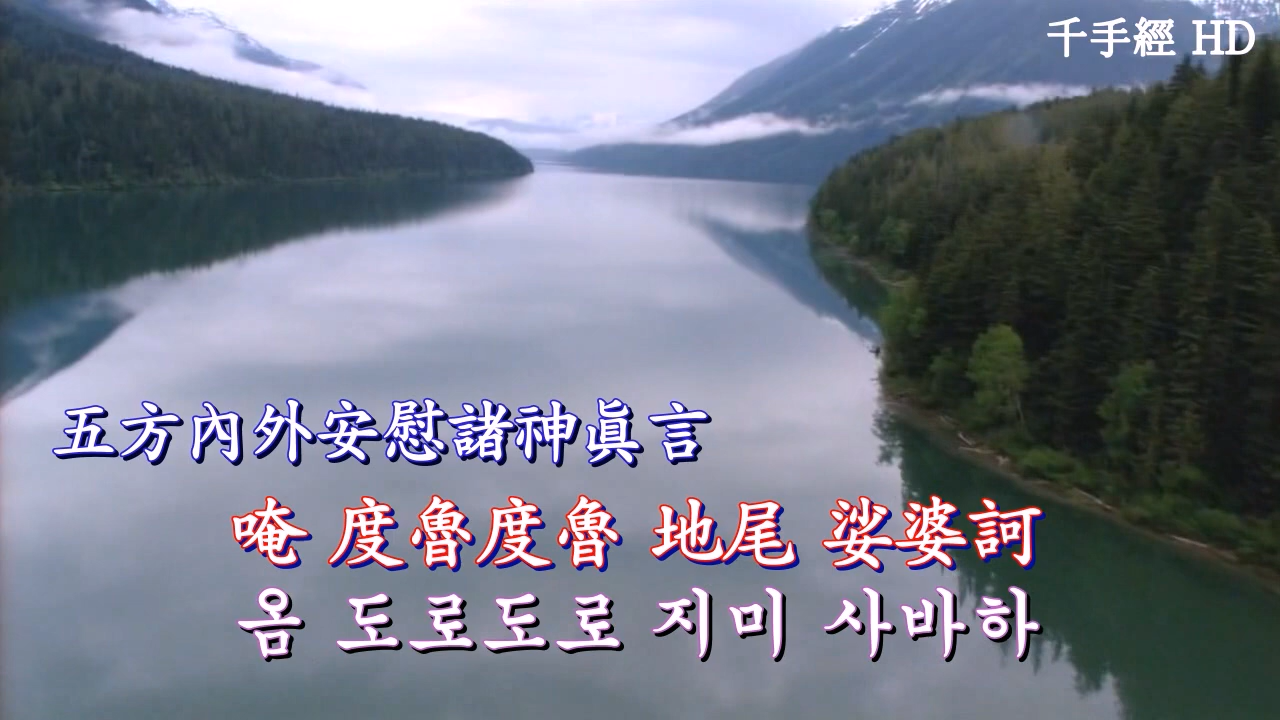 千手經 HD
五方內外安慰諸神眞言
唵 度魯度魯 地尾 娑婆訶
옴 도로도로 지미 사바하